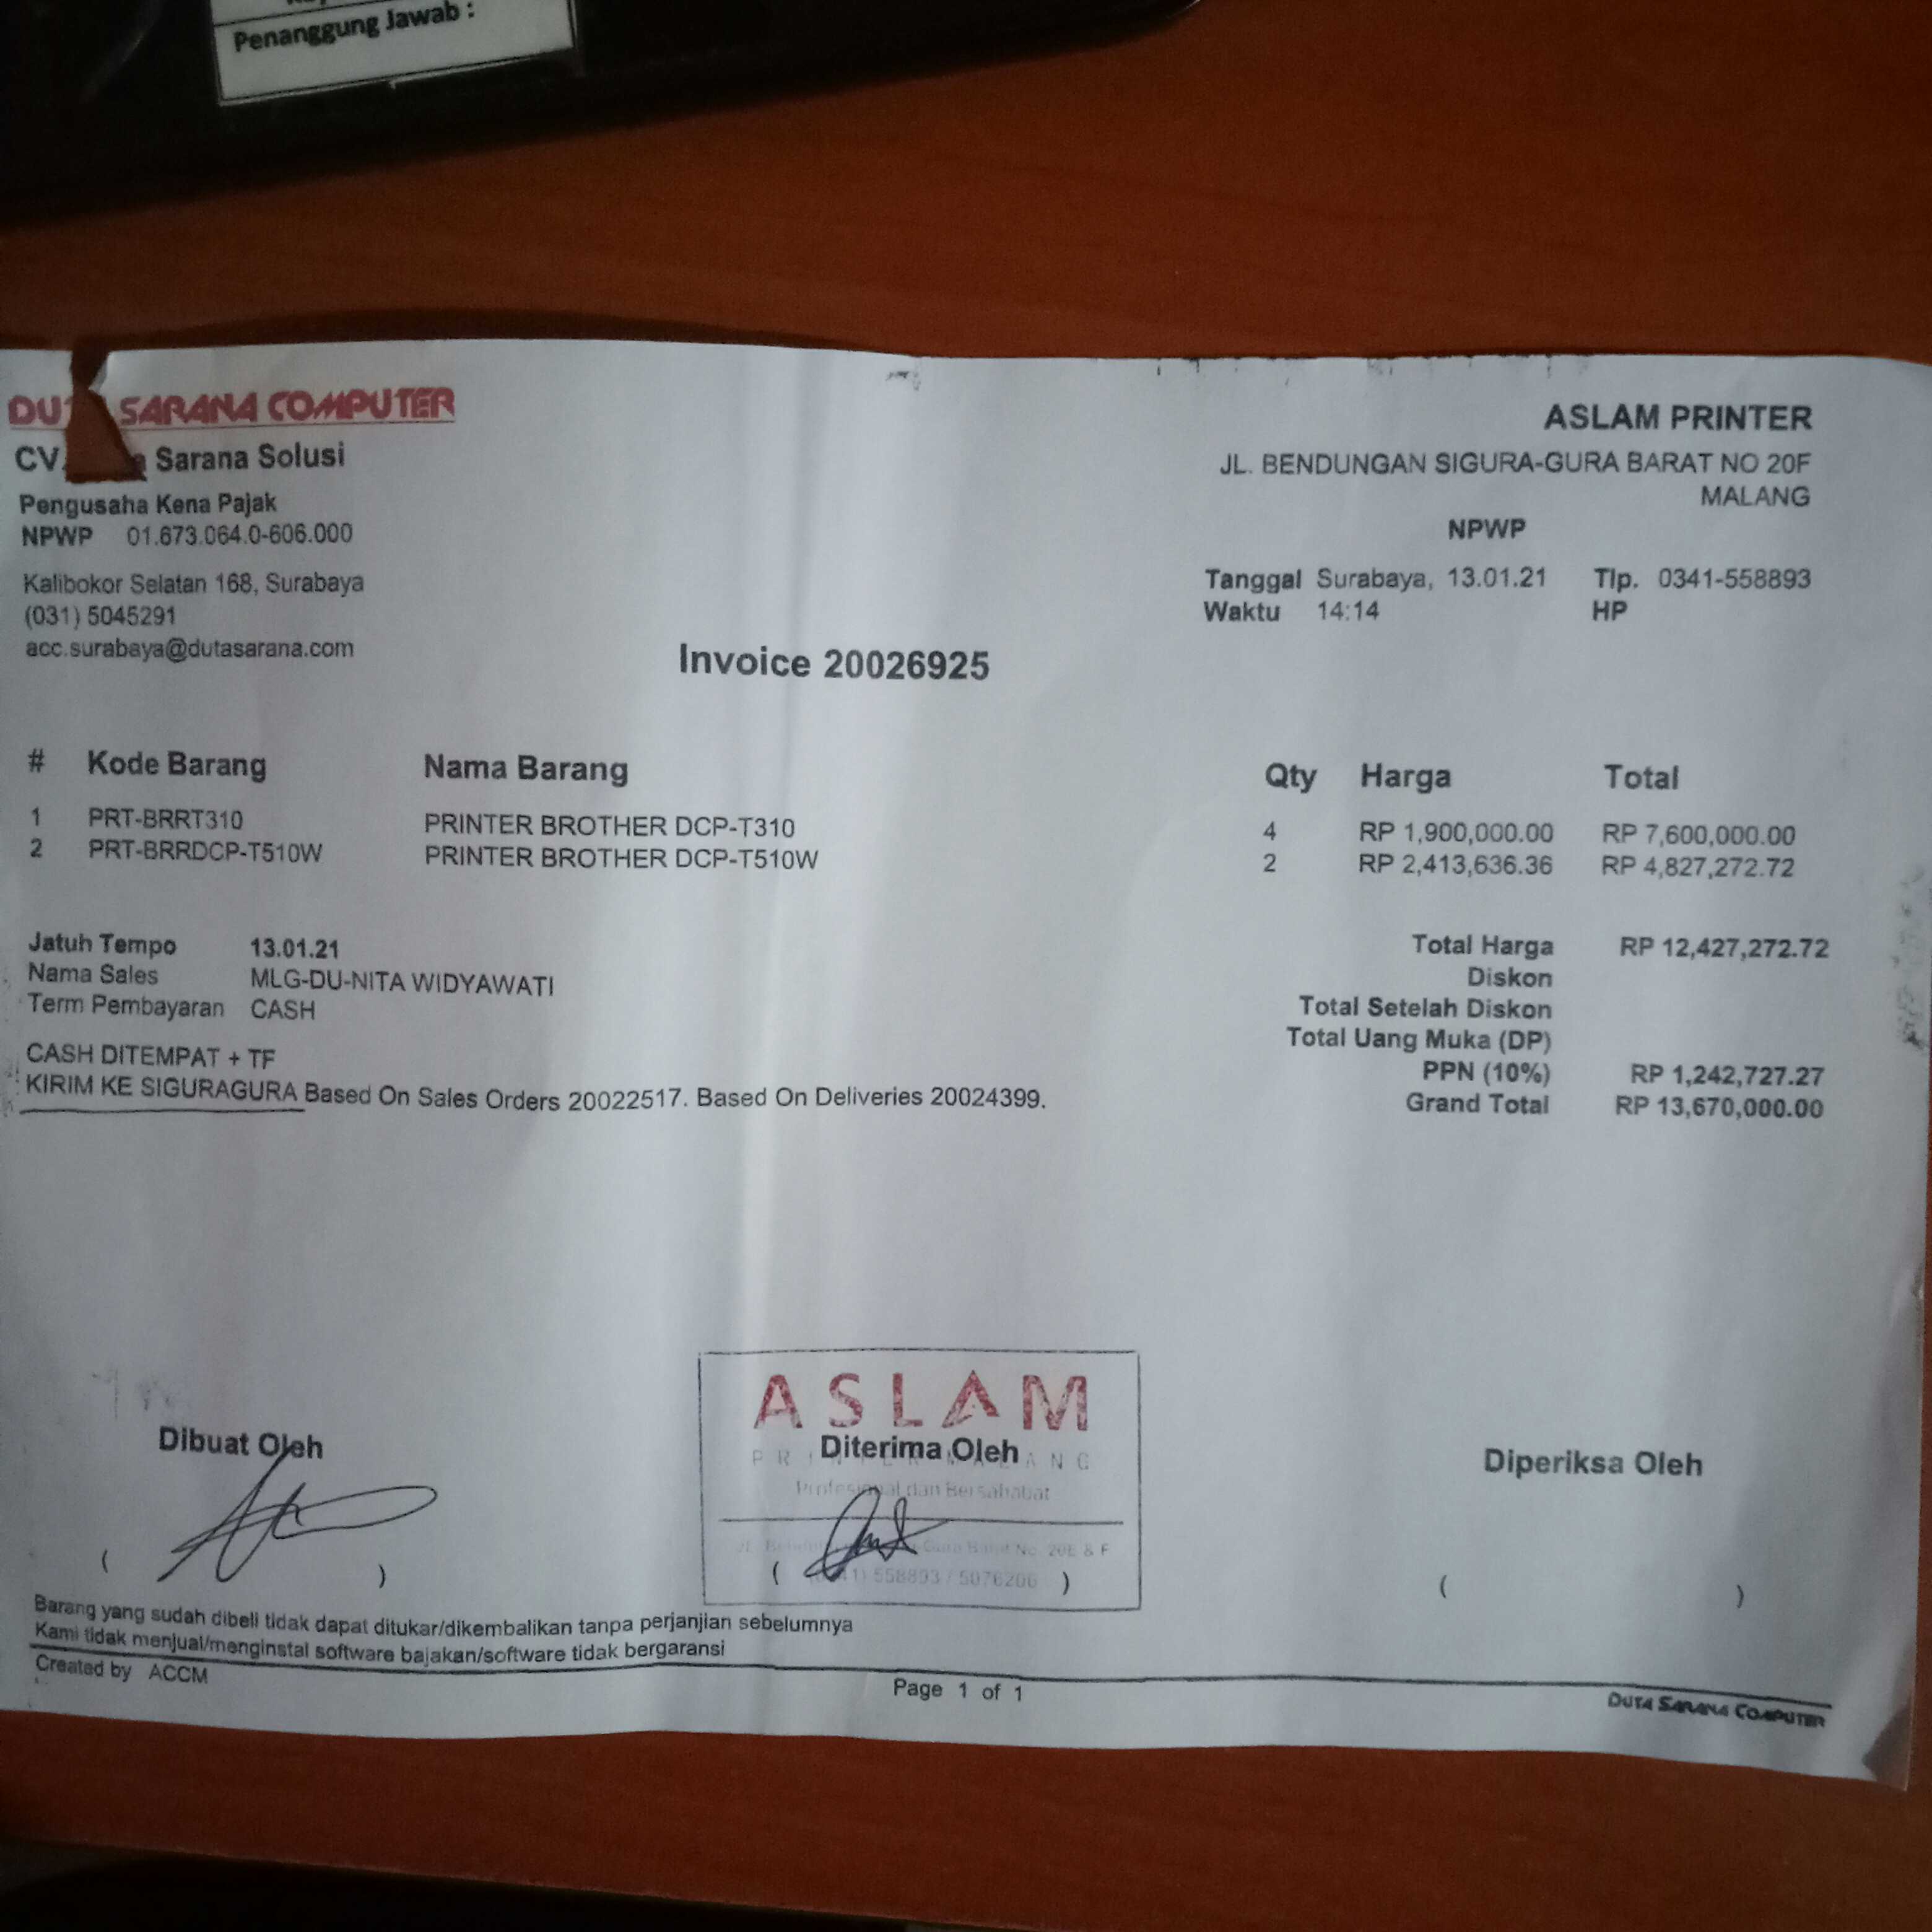 Penanggung Jawab :
SARANA COMPUTER
CV. Sarana Solusi
Pengusaha Kena Pajak
NPWP 01.673.064.0-606.000
Kalibokor Selatan 168, Surabaya
(031) 5045291
acc.surabaya@dutasarana.com
ASLAM PRINTER
JL. BENDUNGAN SIGURA-GURA BARAT NO 20F
MALANG
NPWP
Tanggal Surabaya, 13.01.21 Tlp. 0341-558893
Waktu 14:14 HP
Invoice 20026925
# Kode Barang Nama Barang Qty Harga Total
1 PRT-BRRT310 PRINTER BROTHER DCP-T310 4 RP 1,900,000.00 RP 7,600,000.00
2 PRT-BRRDCP-T510W PRINTER BROTHER DCP-T510W 2 RP 2,413,636.36 RP 4,827,272.72
Jatuh Tempo 13.01.21
Nama Sales MLG-DU-NITA WIDYAWATI
Term Pembayaran CASH
CASH DITEMPAT + TF
KIRIM KE SIGURAGURA Based On Sales Orders 20022517. Based On Deliveries 20024399.
Total Harga RP 12,427,272.72
Diskon
Total Setelah Diskon
Total Uang Muka (DP)
PPN (10%) RP 1,242,727.27
Grand Total RP 13,670,000.00
ASLAM
Dibuat Oleh Diterima Oleh Diperiksa Oleh
Profesional dan Bersahabat
No. 20E & F
558893 / 5076206
( ) ( ) ( )
Barang yang sudah dibeli tidak dapat ditukar/dikembalikan tanpa perjanjian sebelumnya
Kami tidak menjual/menginstal software bajakan/software tidak bergaransi
Created by ACCM
Page 1 of 1
DUTA SARANA COMPUTER